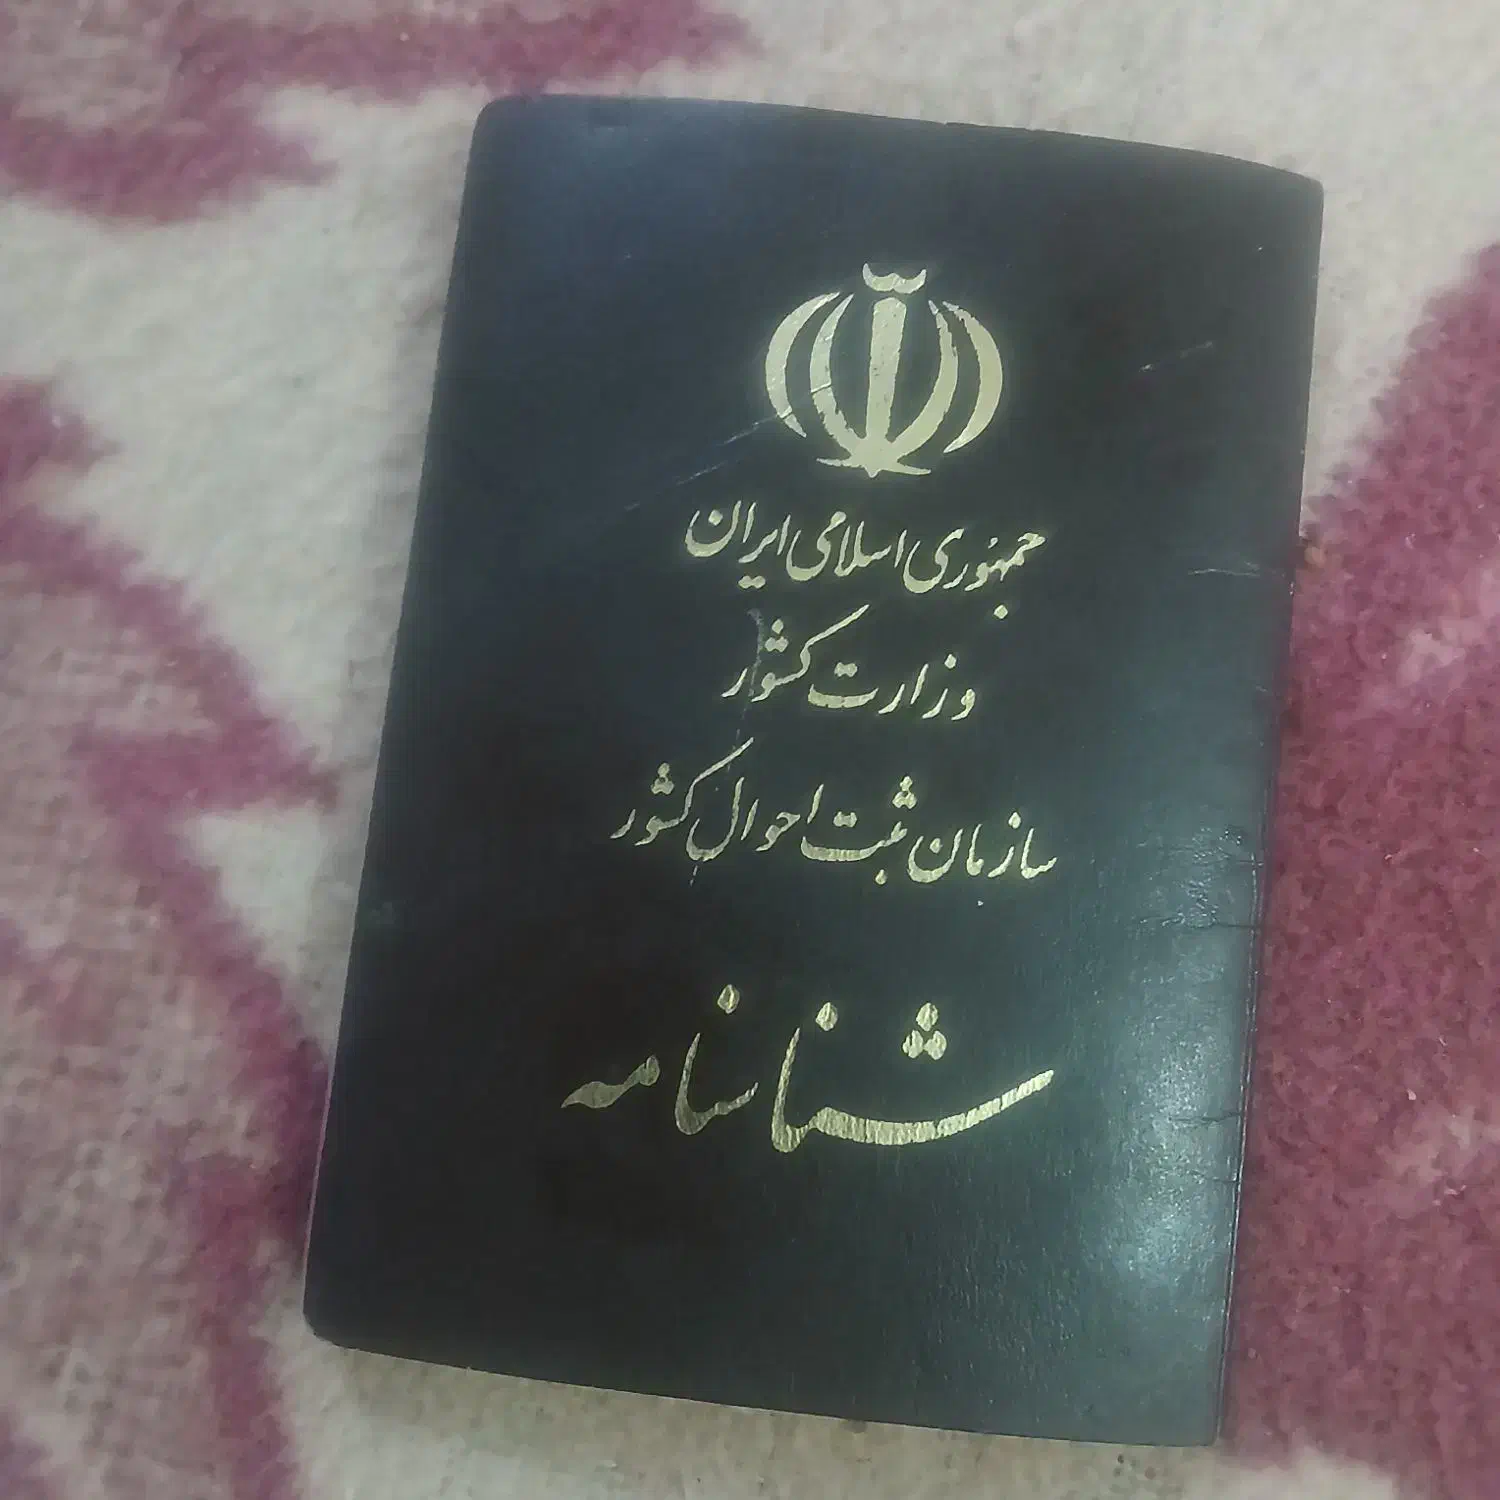 جمهوری اسلامی ایران
وزارت کشور
سازمان ثبت احوال کشور
شناسنامه